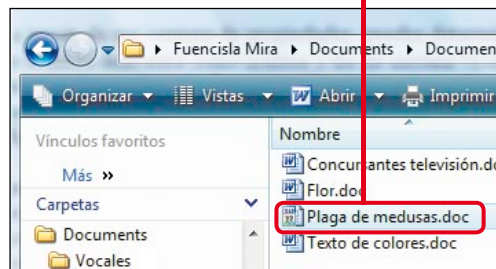 Fuencisla Mira Documents Documen
Organizar Vistas Abrir Imprimir
Vínculos favoritos
Más »
Carpetas
Documents
Vocales
Nombre
Concursantes televisión.d
Flor.doc
Plaga de medusas.doc
Texto de colores.doc